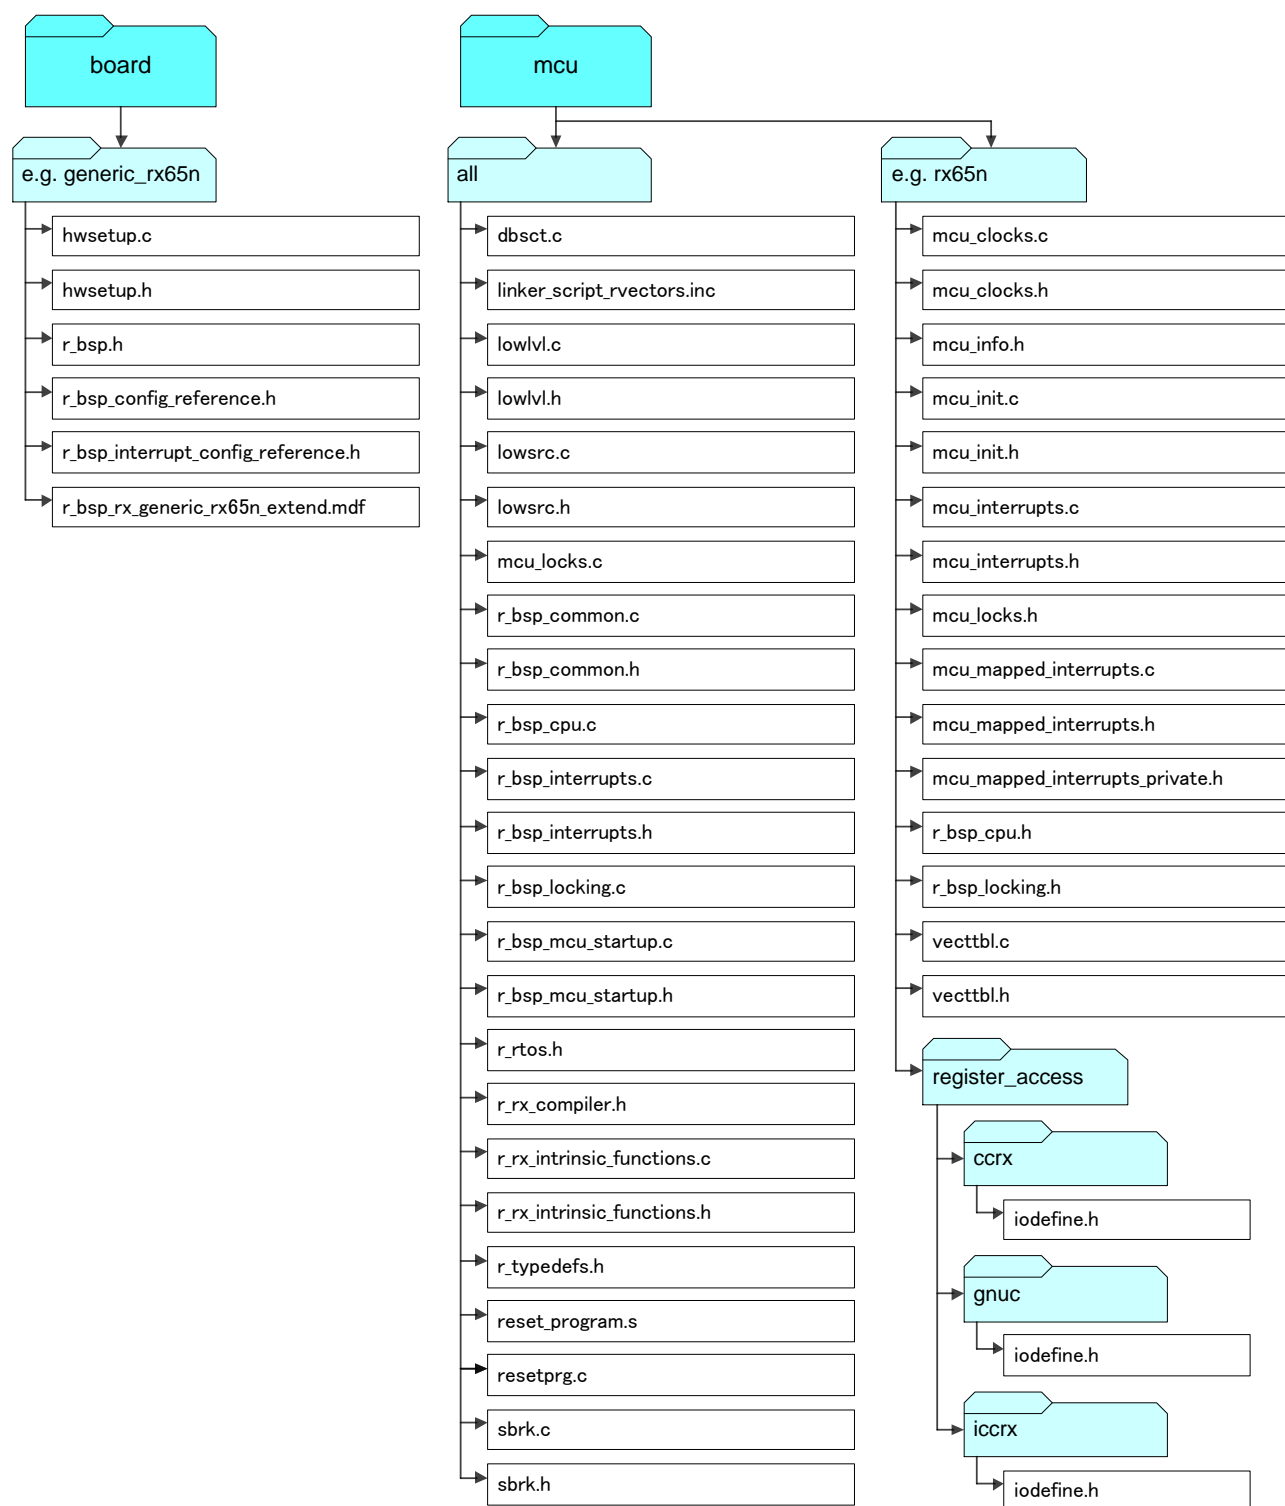 board
e.g. generic_rx65n
hwsetup.c
hwsetup.h
r_bsp.h
r_bsp_config_reference.h
r_bsp_interrupt_config_reference.h
r_bsp_rx_generic_rx65n_extend.mdf
mcu
all
dbsct.c
linker_script_rvectors.inc
lowlvl.c
lowlvl.h
lowsrc.c
lowsrc.h
mcu_locks.c
r_bsp_common.c
r_bsp_common.h
r_bsp_cpu.c
r_bsp_interrupts.c
r_bsp_interrupts.h
r_bsp_locking.c
r_bsp_mcu_startup.c
r_bsp_mcu_startup.h
r_rtos.h
r_rx_compiler.h
r_rx_intrinsic_functions.c
r_rx_intrinsic_functions.h
r_typedefs.h
reset_program.s
resetprg.c
sbrk.c
sbrk.h
e.g. rx65n
mcu_clocks.c
mcu_clocks.h
mcu_info.h
mcu_init.c
mcu_init.h
mcu_interrupts.c
mcu_interrupts.h
mcu_locks.h
mcu_mapped_interrupts.c
mcu_mapped_interrupts.h
mcu_mapped_interrupts_private.h
r_bsp_cpu.h
r_bsp_locking.h
vecttbl.c
vecttbl.h
register_access
ccrx
iodefine.h
gnuc
iodefine.h
iccrx
iodefine.h